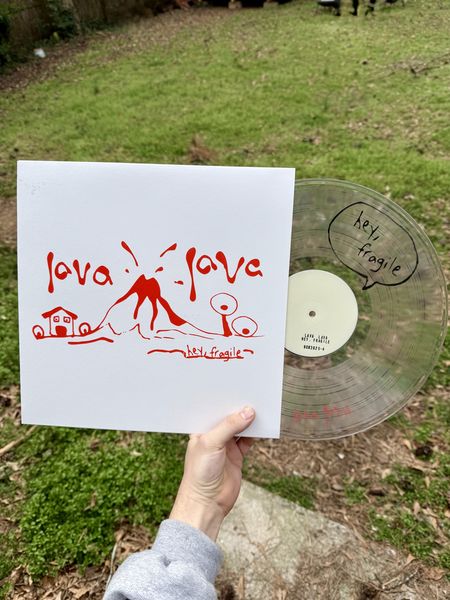 lava lava
hey, fragile
hey,
fragile
LAVA LAVA
HEY, FRAGILE